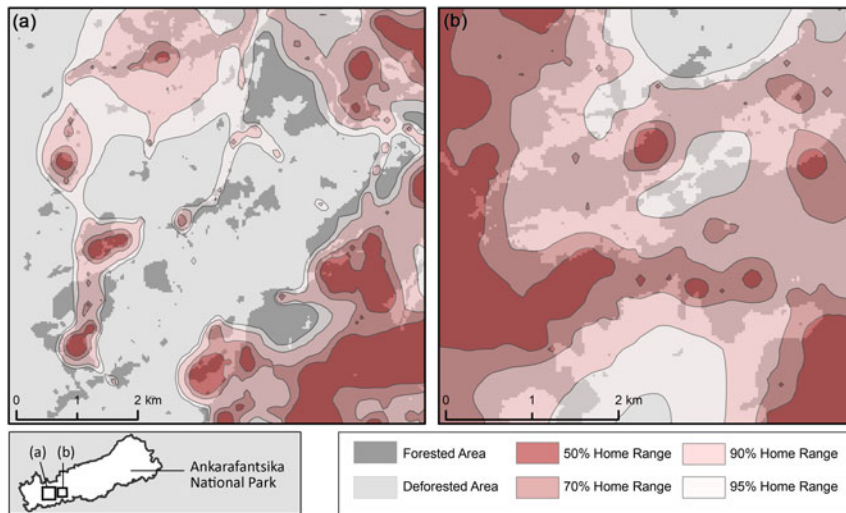 (a)
(b)
0 1 2 km
0 1 2 km
(a) (b)
Ankarafantsika
National Park
Forested Area
Deforested Area
50% Home Range
70% Home Range
90% Home Range
95% Home Range